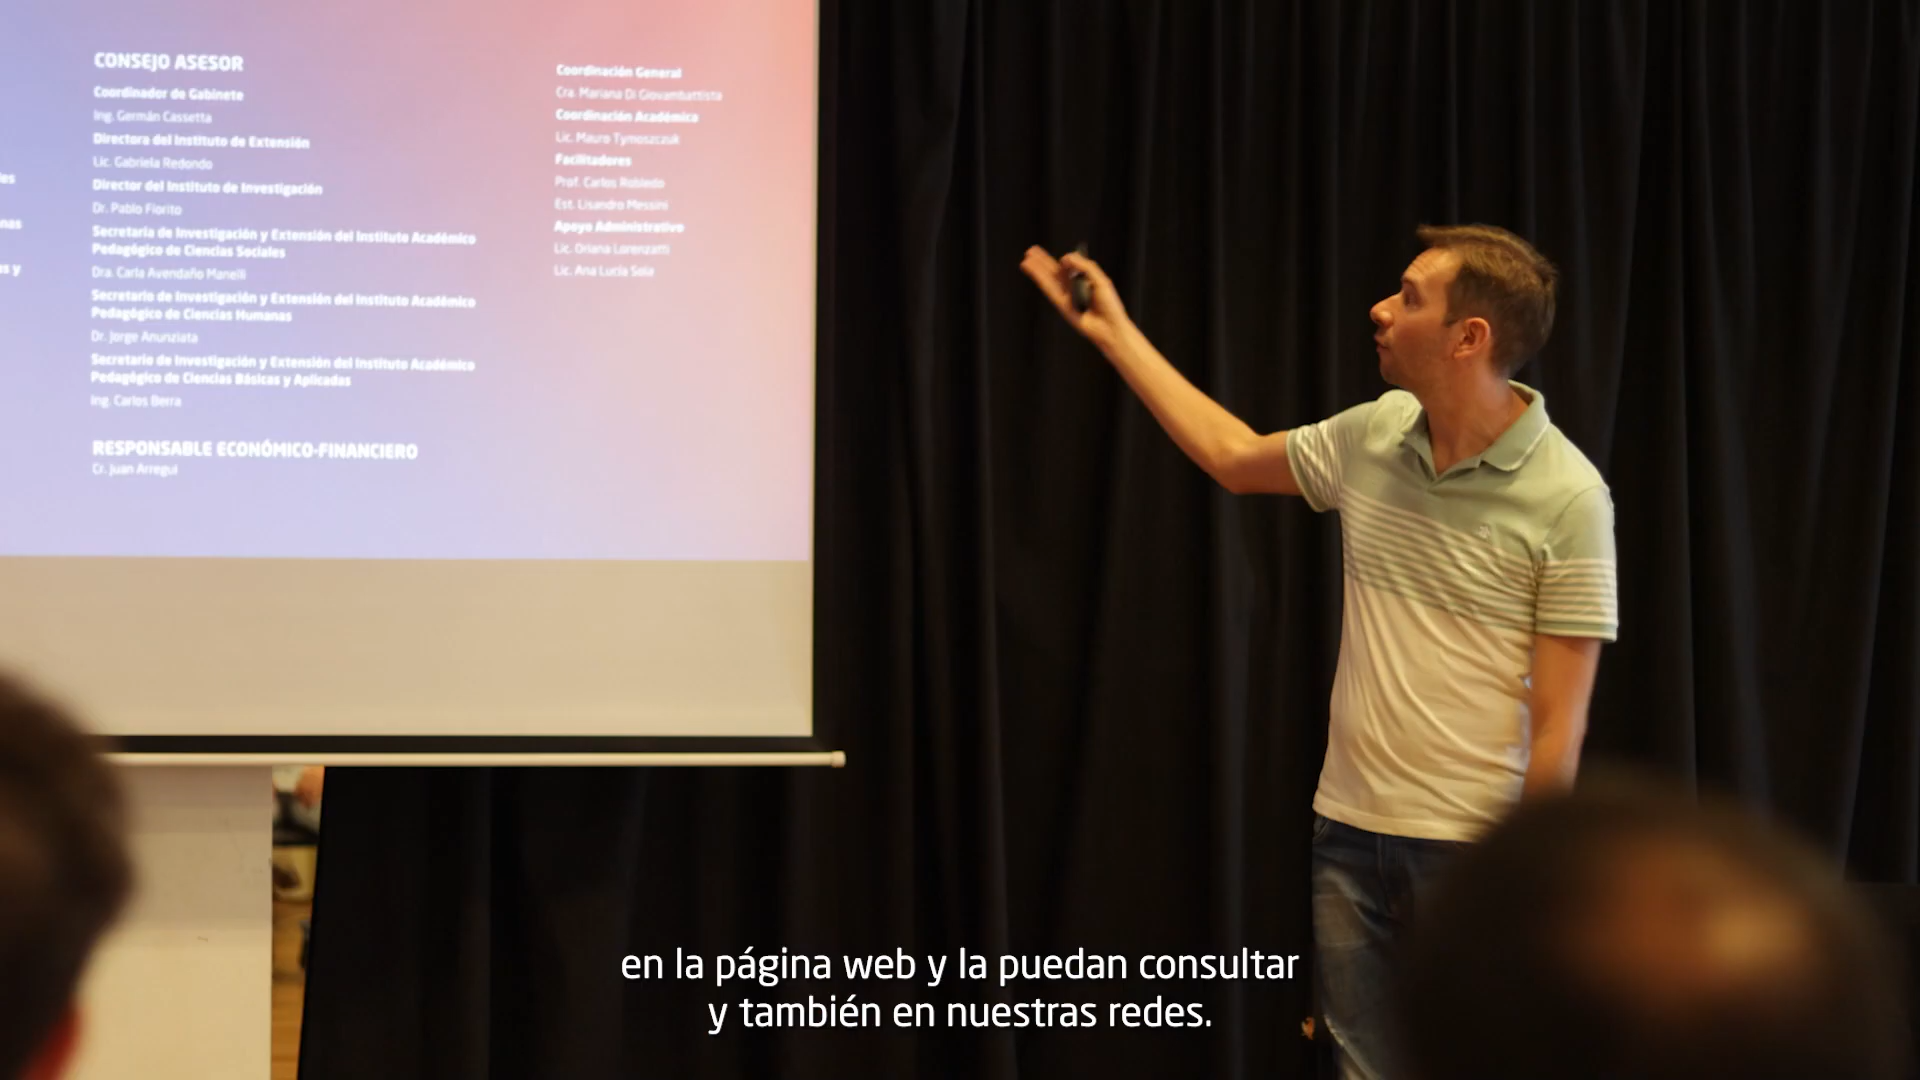 CONSEJO ASESOR
Coordinador de Gabinete
Ing. Germán Cassetta
Directora del Instituto de Extensión
Lic. Gabriela Redondo
Director del Instituto de Investigación
Dr. Pablo Fiorito
Secretaria de Investigación y Extensión del Instituto Académico
Pedagógico de Ciencias Sociales
Dra. Carla Avendaño Manelli
Secretario de Investigación y Extensión del Instituto Académico
Pedagógico de Ciencias Humanas
Dr. Jorge Anunziata
Secretario de Investigación y Extensión del Instituto Académico
Pedagógico de Ciencias Básicas y Aplicadas
Ing. Carlos Berra
RESPONSABLE ECONÓMICO-FINANCIERO
Cr. Juan Arregui
Coordinación General
Cra. Mariana Di Giovambattista
Coordinación Académica
Lic. Mauro Tymoszczuk
Facilitadores
Prof. Carlos Robledo
Est. Lisandro Messini
Apoyo Administrativo
Lic. Oriana Lorenzatti
Lic. Ana Lucía Sola
en la página web y la puedan consultar
y también en nuestras redes.